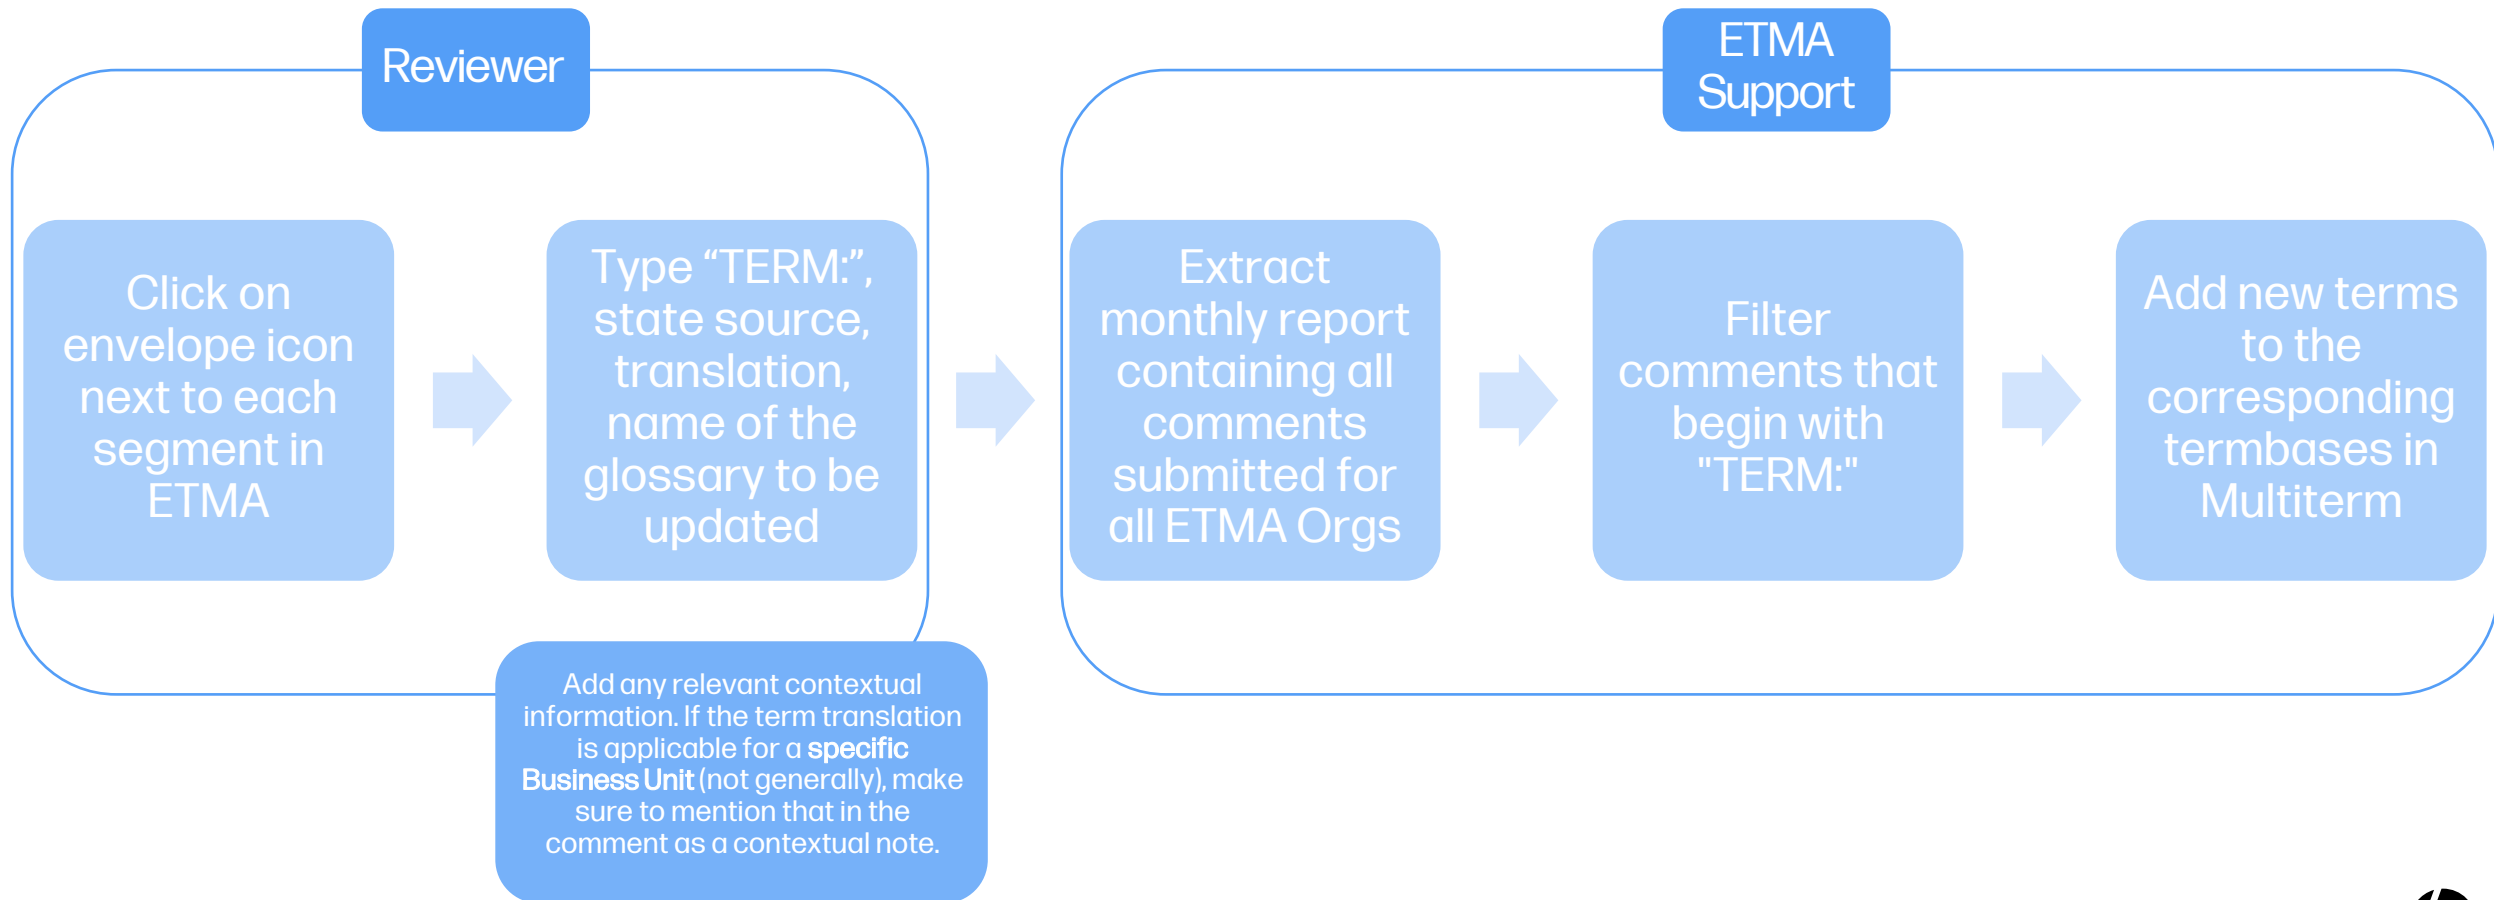 Reviewer
ETMA
Support
Click on
envelope icon
next to each
segment in
ETMA
Type “TERM:”,
state source,
translation,
name of the
glossary to be
updated
Extract
monthly report
containing all
comments
submitted for
all ETMA Orgs
Filter
comments that
begin with
"TERM:"
Add new terms
to the
corresponding
termbases in
Multiterm
Add any relevant contextual
information. If the term translation
is applicable for a specific
Business Unit (not generally), make
sure to mention that in the
comment as a contextual note.